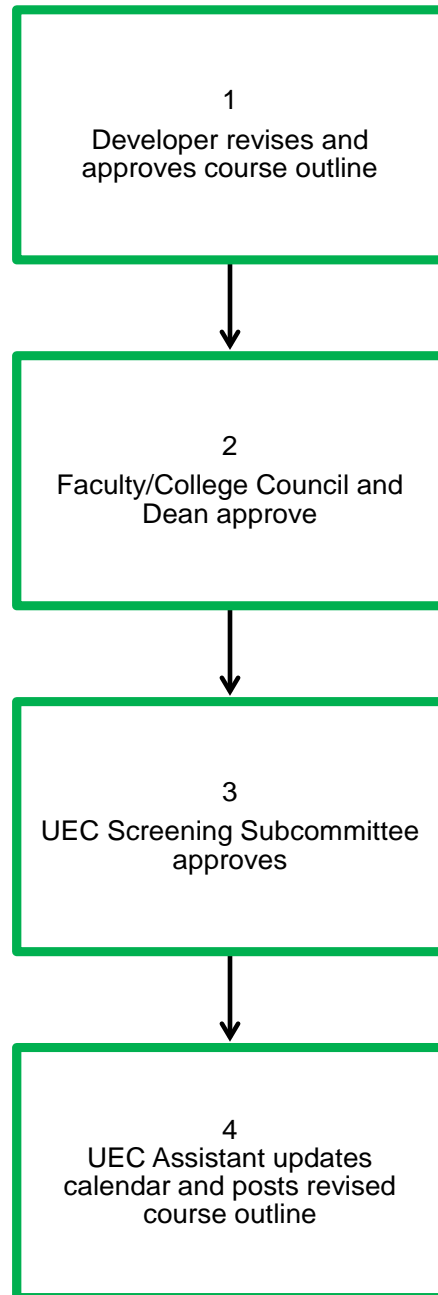 1
Developer revises and
approves course outline
2
Faculty/College Council and
Dean approve
3
UEC Screening Subcommittee
approves
4
UEC Assistant updates
calendar and posts revised
course outline